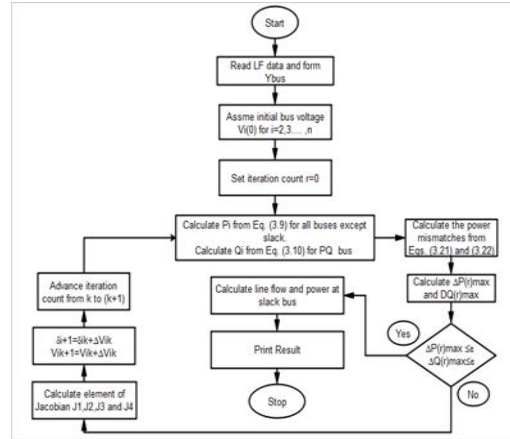 Start
Read LF data and form
Ybus
Assme initial bus voltage
Vi(0) for i=2,3.... ,n
Set iteration count r=0
Calculate Pi from Eq. (3.9) for all buses except
slack.
Calculate Qi from Eq. (3.10) for PQ bus
Calculate the power
mismatches from
Eqs. (3.21) and (3.22)
Calculate ΔP(r)max
and DQ(r)max
ΔP(r)max ≤ε
ΔQ(r)max≤ε
Yes
No
Calculate line flow and power at
slack bus
Print Result
Stop
Calculate element of
Jacobian J1,J2,J3 and J4
δi+1=δik+ΔVik
Vik+1=Vik+ΔVik
Advance iteration
count from k to (k+1)